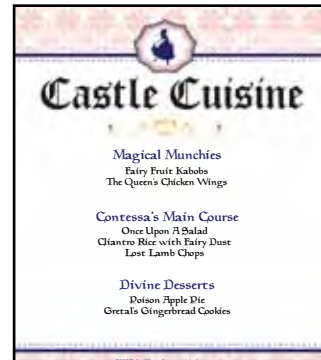 Castle Cuisine
Magical Munchies
Fairy Fruit Kabobs
The Queen's Chicken Wings
Contessa's Main Course
Once Upon A Salad
Cilantro Rice with Fairy Dust
Lost Lamb Chops
Divine Desserts
Poison Apple Pie
Gretal's Gingerbread Cookies